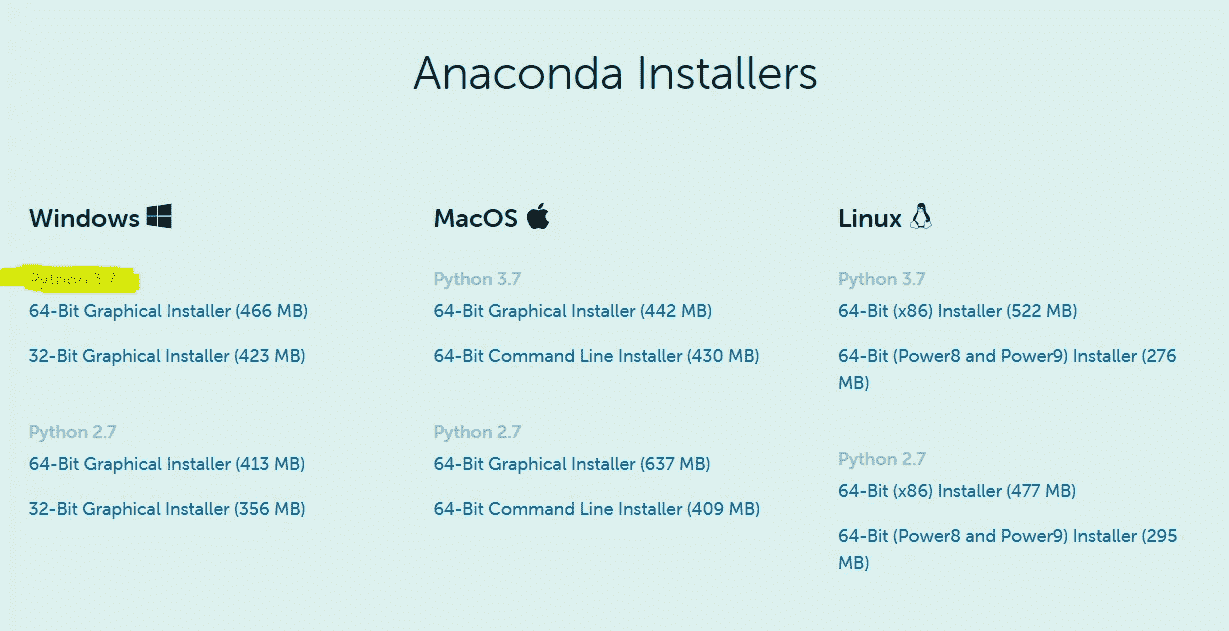 Anaconda Installers
Windows
Python 3.7
64-Bit Graphical Installer (466 MB)
32-Bit Graphical Installer (423 MB)
Python 2.7
64-Bit Graphical Installer (413 MB)
32-Bit Graphical Installer (356 MB)
MacOS
Python 3.7
64-Bit Graphical Installer (442 MB)
64-Bit Command Line Installer (430 MB)
Python 2.7
64-Bit Graphical Installer (637 MB)
64-Bit Command Line Installer (409 MB)
Linux
Python 3.7
64-Bit (x86) Installer (522 MB)
64-Bit (Power8 and Power9) Installer (276
MB)
Python 2.7
64-Bit (x86) Installer (477 MB)
64-Bit (Power8 and Power9) Installer (295
MB)